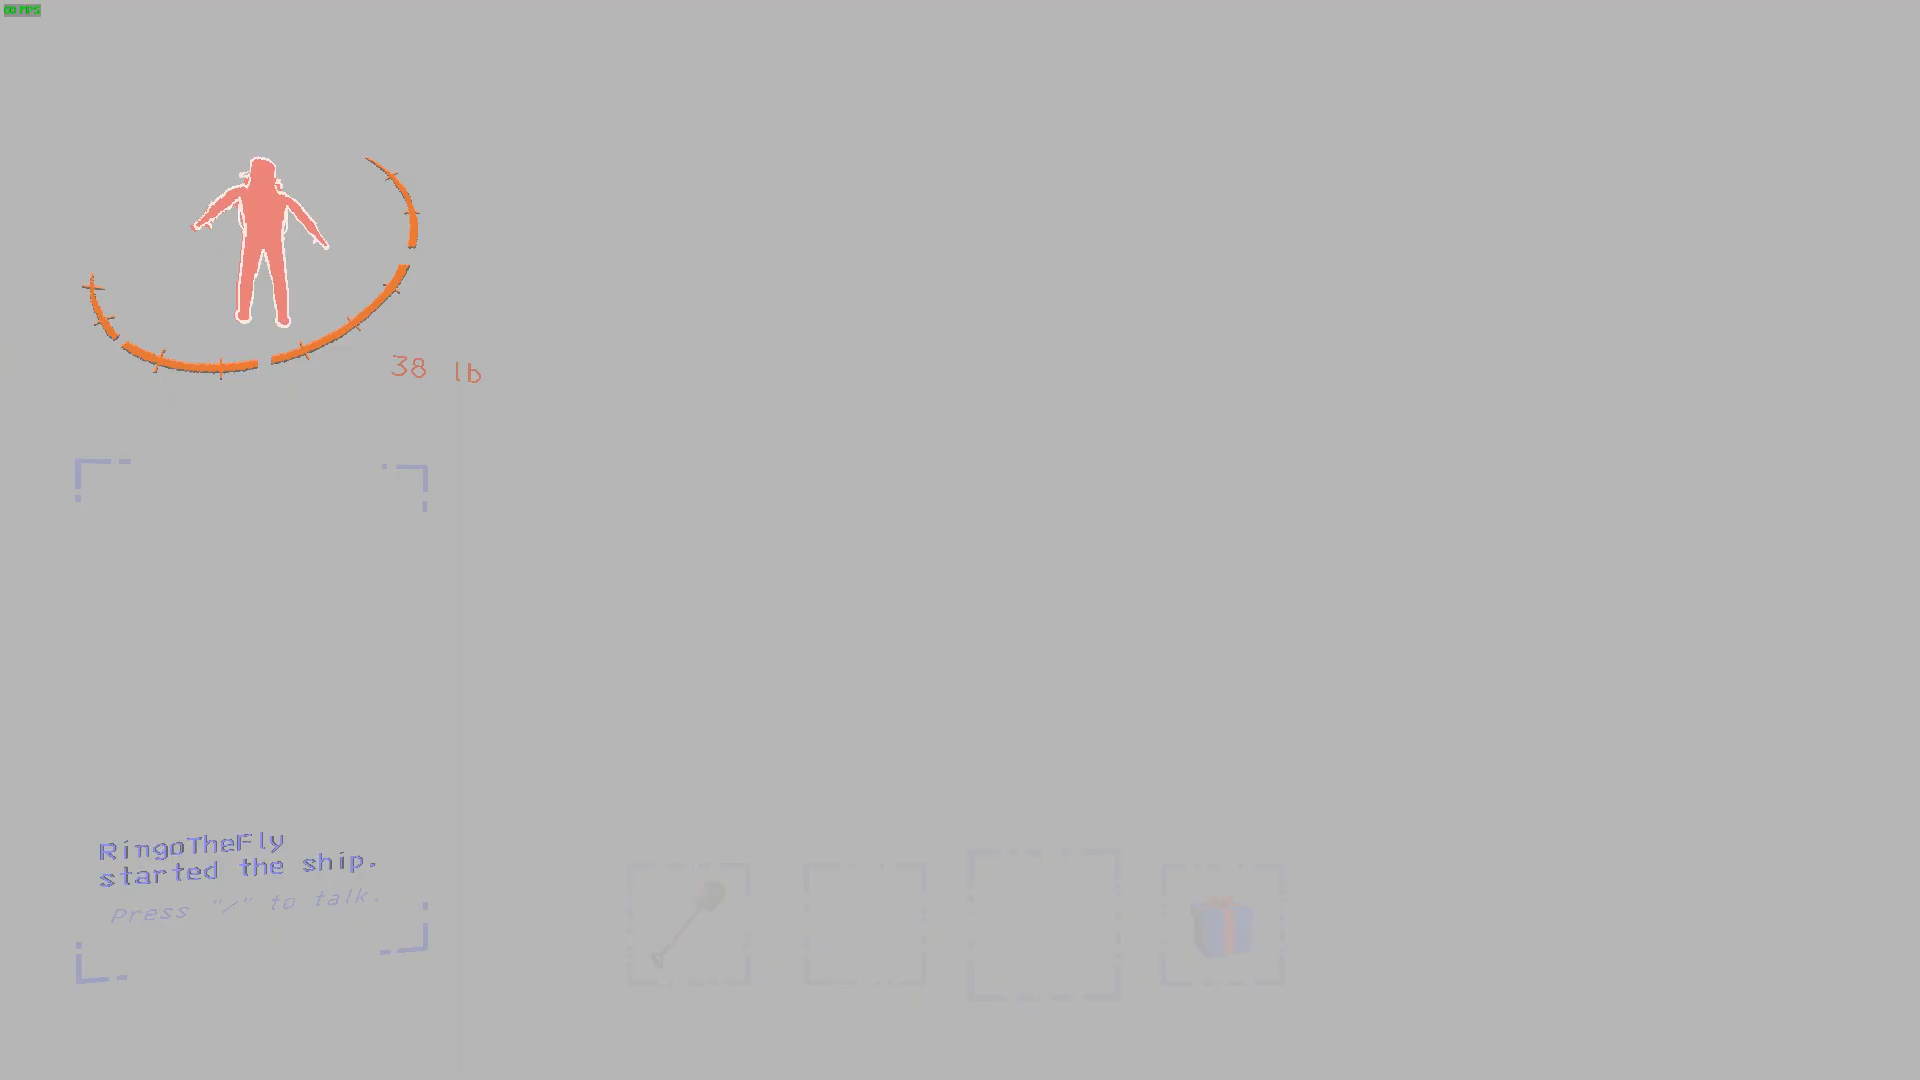 38 lb
RingoTheFly
started the ship.
Press "/" to talk.